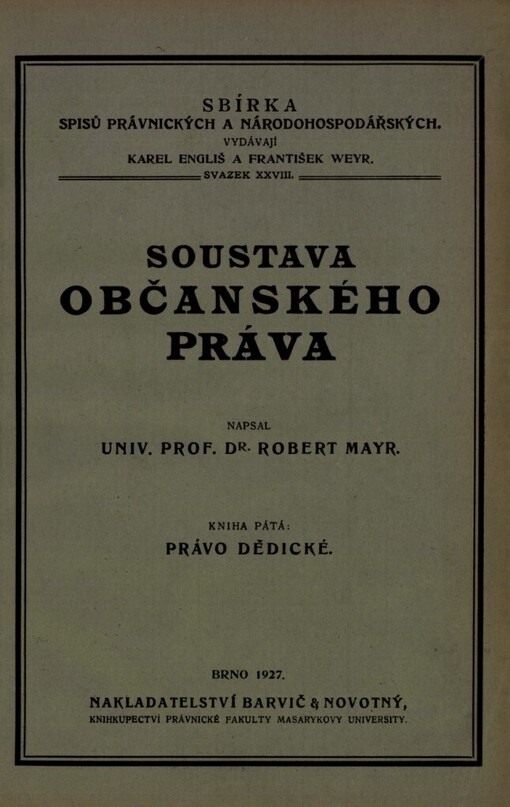 SBÍRKA
SPISŮ PRÁVNICKÝCH A NÁRODOHOSPODÁŘSKÝCH.
VYDÁVAJÍ
KAREL ENGLIŠ A FRANTIŠEK WEYR.
SVAZEK XXVIII.
SOUSTAVA
OBČANSKÉHO
PRÁVA
NAPSAL
UNIV. PROF. DR. ROBERT MAYR.
KNIHA PÁTÁ:
PRÁVO DĚDICKÉ.
BRNO 1927.
NAKLADATELSTVÍ BARVIČ & NOVOTNÝ,
KNIHKUPECTVÍ PRÁVNICKÉ FAKULTY MASARYKOVY UNIVERSITY.